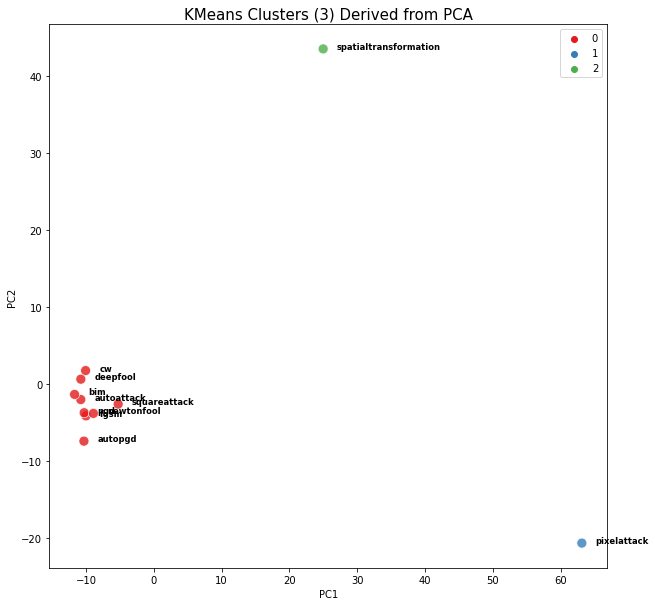 KMeans Clusters (3) Derived from PCA
0
1
2
spatialtransformation
cw
deepfool
bim
autoattack
squareattack
newtonfool
fgsm
autopgd
pixelattack
40
30
20
10
0
−10
−20
PC2
−10
0
10
20
30
40
50
60
PC1